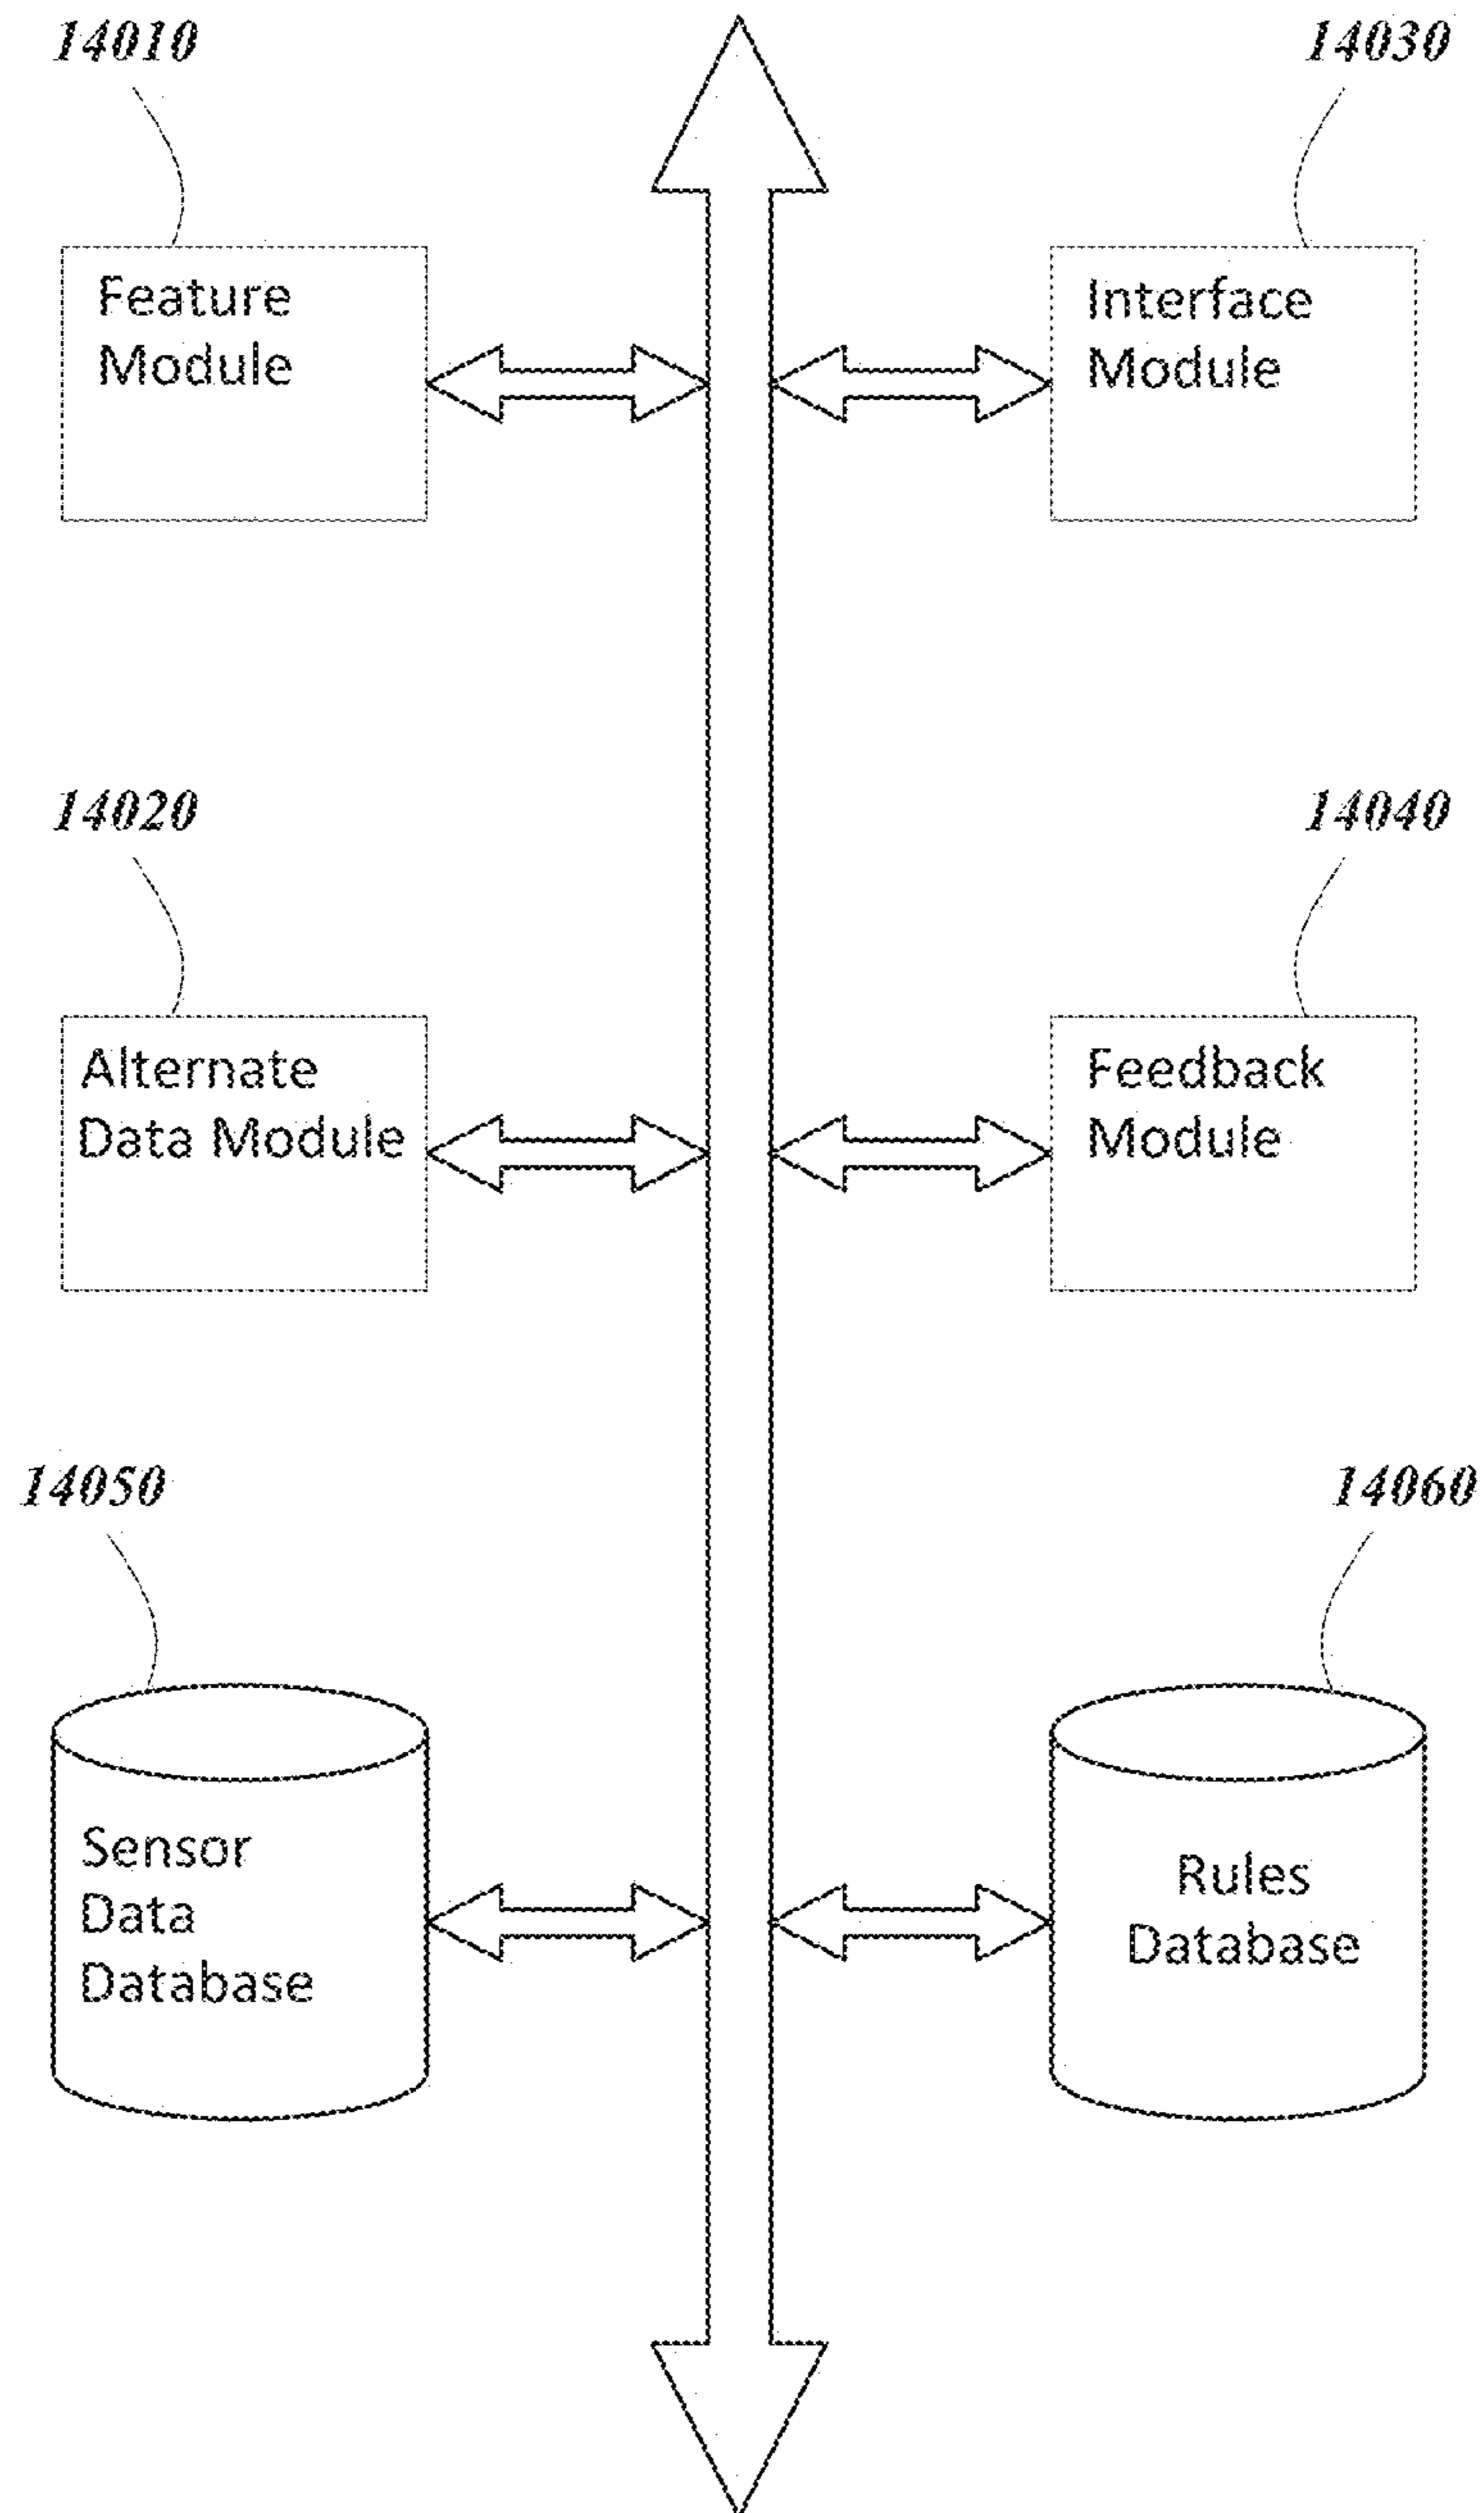 14010
14030
Feature
Module
Interface
Module
14020
14040
Alternate
Data Module
Feedback
Module
14050
14060
Sensor
Data
Database
Rules
Database